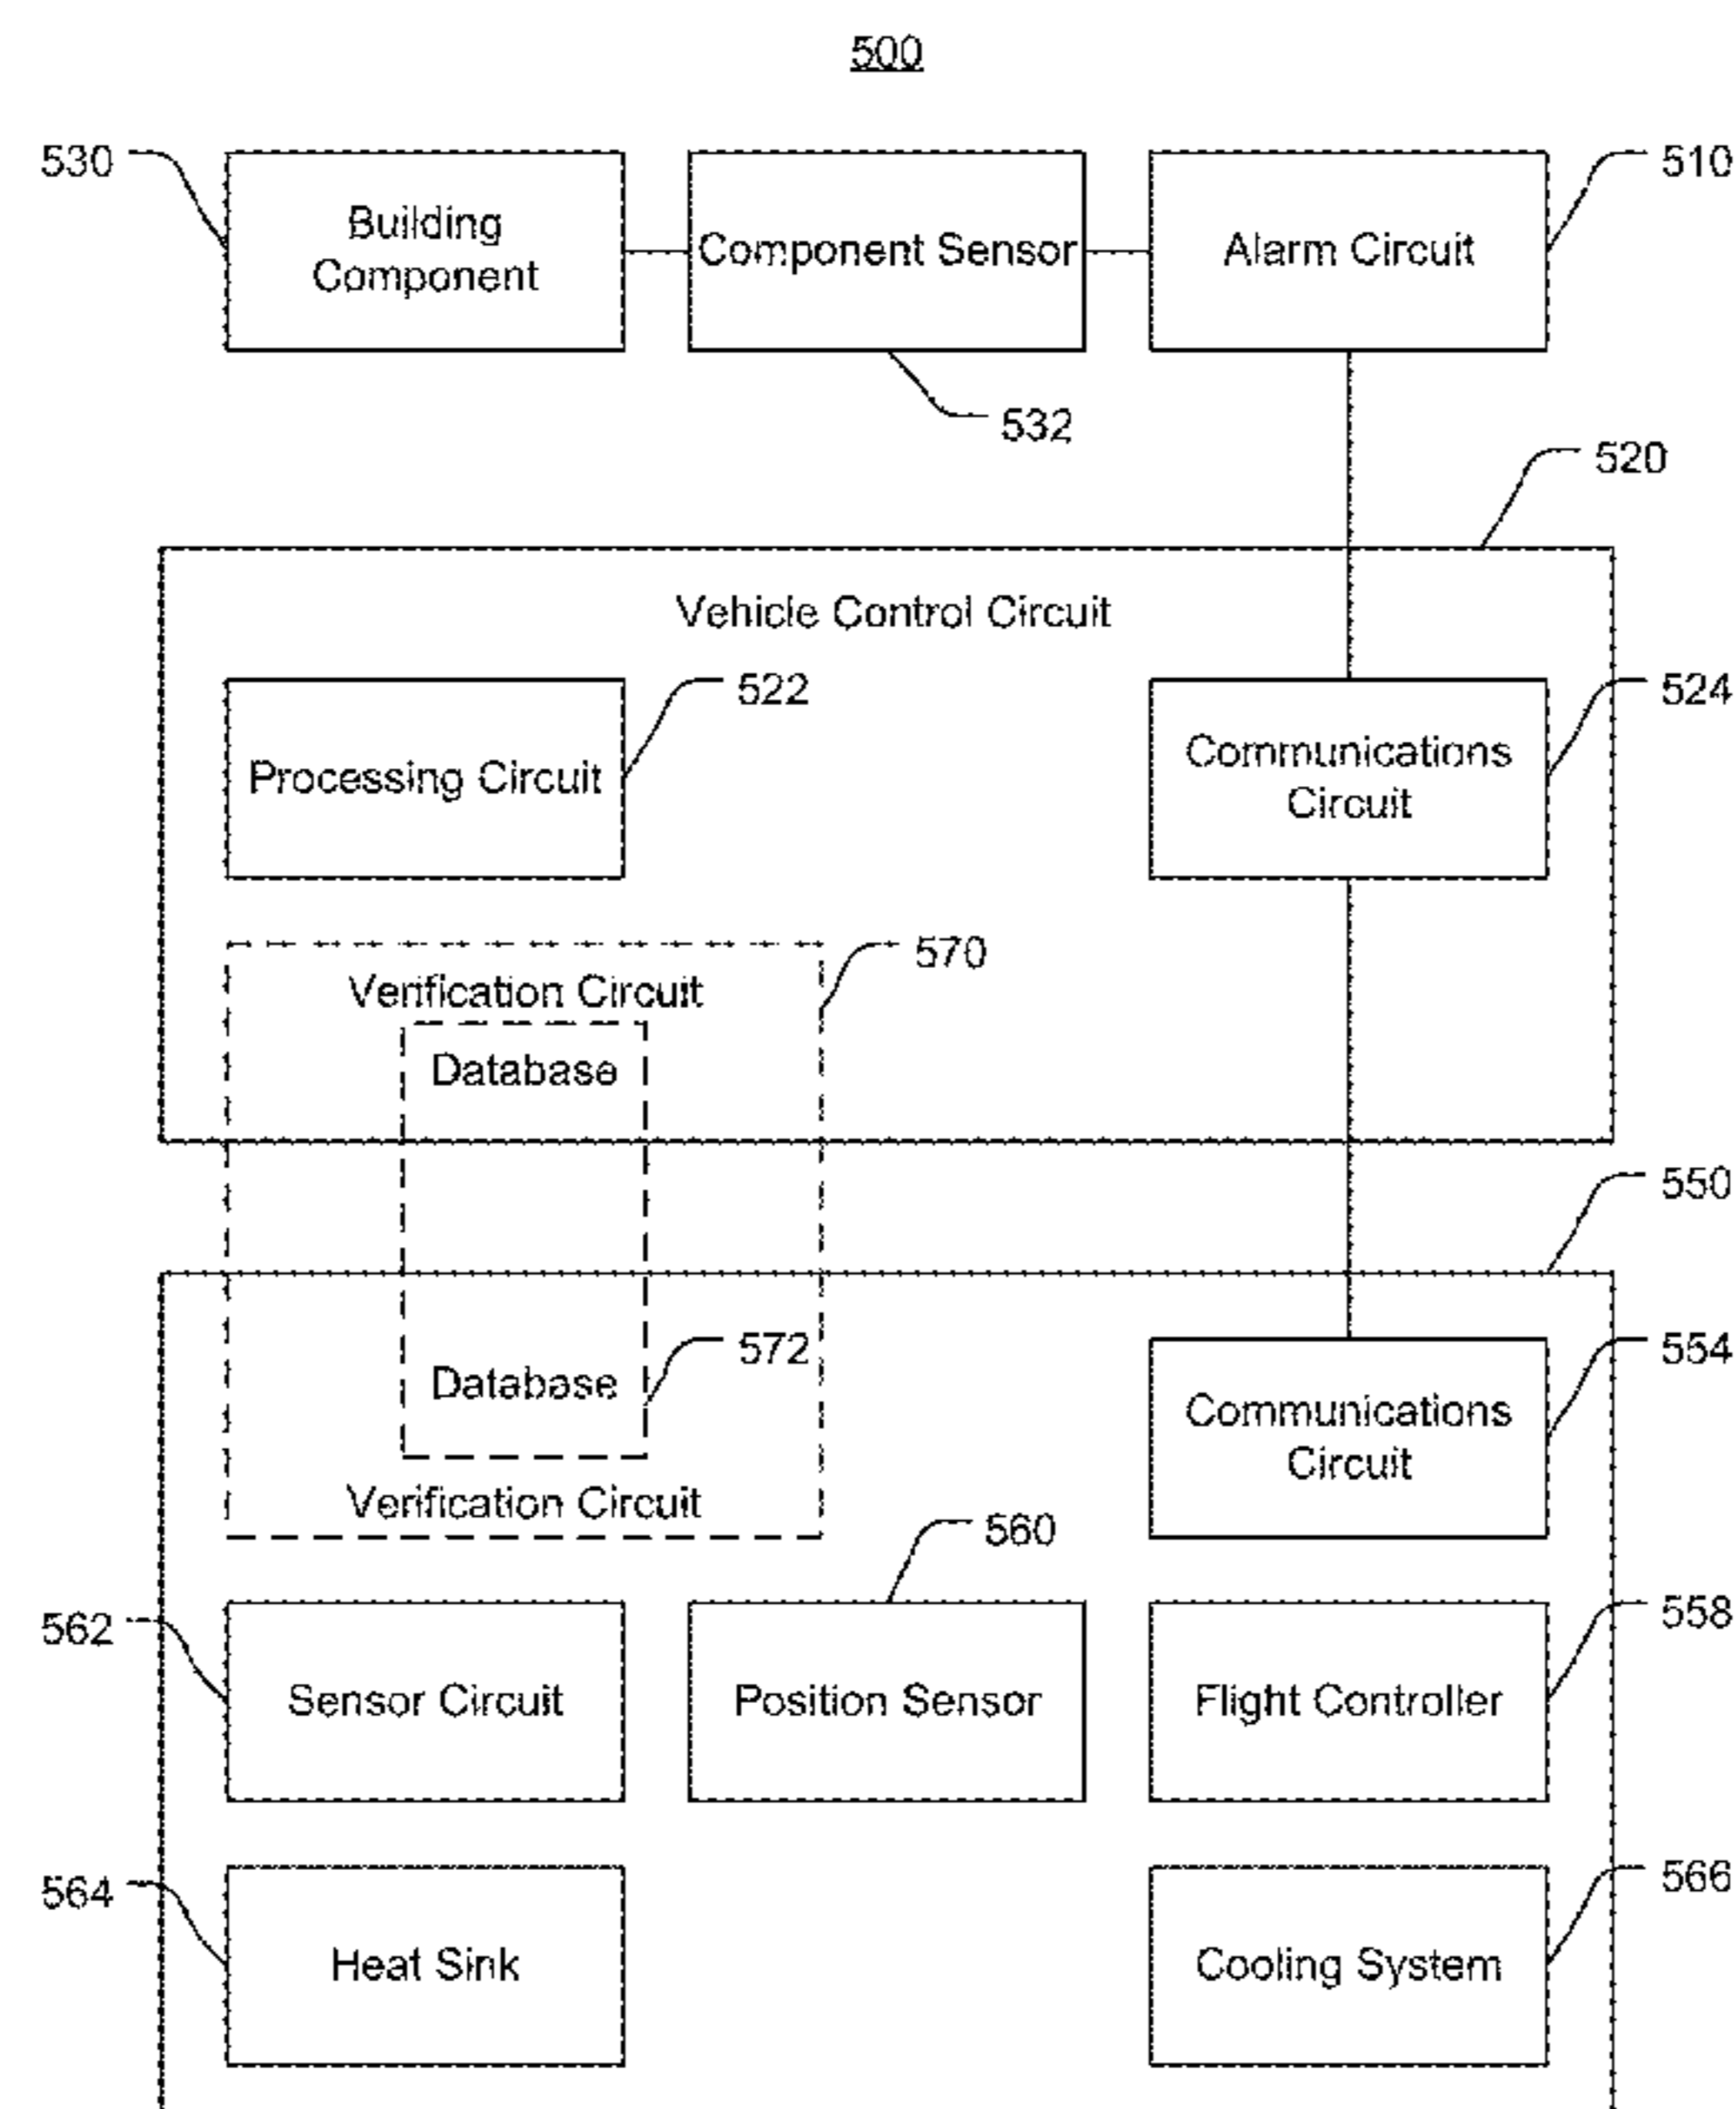 500
530
Building
Component
Component Sensor
Alarm Circuit
510
532
520
Vehicle Control Circuit
522
Processing Circuit
524
Communications
Circuit
570
Verification Circuit
Database
550
572
Database
Verification Circuit
554
Communications
Circuit
560
562
Sensor Circuit
Position Sensor
558
Flight Controller
564
Heat Sink
566
Cooling System